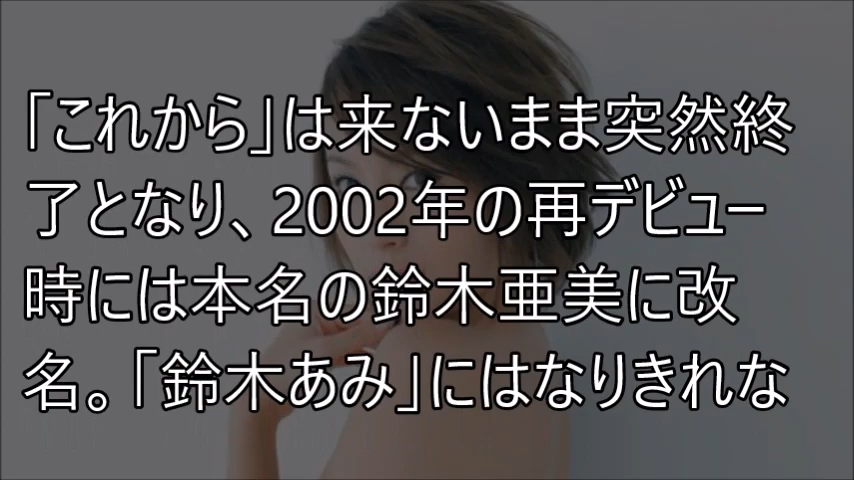 「これから」は来ないまま突然終
了となり、2002年の再デビュー
時には本名の鈴木亜美に改
名。「鈴木あみ」にはなりきれな